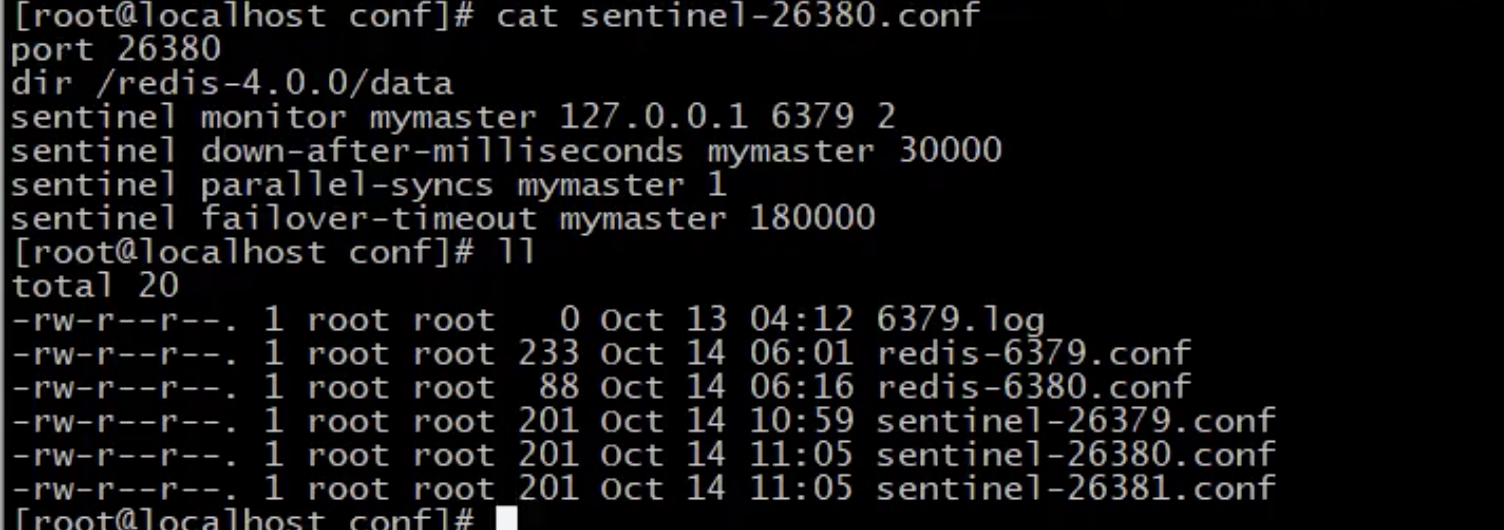 [root@localhost conf]# cat sentinel-26380.conf
port 26380
dir /redis-4.0.0/data
sentinel monitor mymaster 127.0.0.1 6379 2
sentinel down-after-milliseconds mymaster 30000
sentinel parallel-syncs mymaster 1
sentinel failover-timeout mymaster 180000
[root@localhost conf]# ll
total 20
-rw-r--r--. 1 root root   0 Oct 13 04:12 6379.log
-rw-r--r--. 1 root root 233 Oct 14 06:01 redis-6379.conf
-rw-r--r--. 1 root root  88 Oct 14 06:16 redis-6380.conf
-rw-r--r--. 1 root root 201 Oct 14 10:59 sentinel-26379.conf
-rw-r--r--. 1 root root 201 Oct 14 11:05 sentinel-26380.conf
-rw-r--r--. 1 root root 201 Oct 14 11:05 sentinel-26381.conf
[root@localhost conf]#